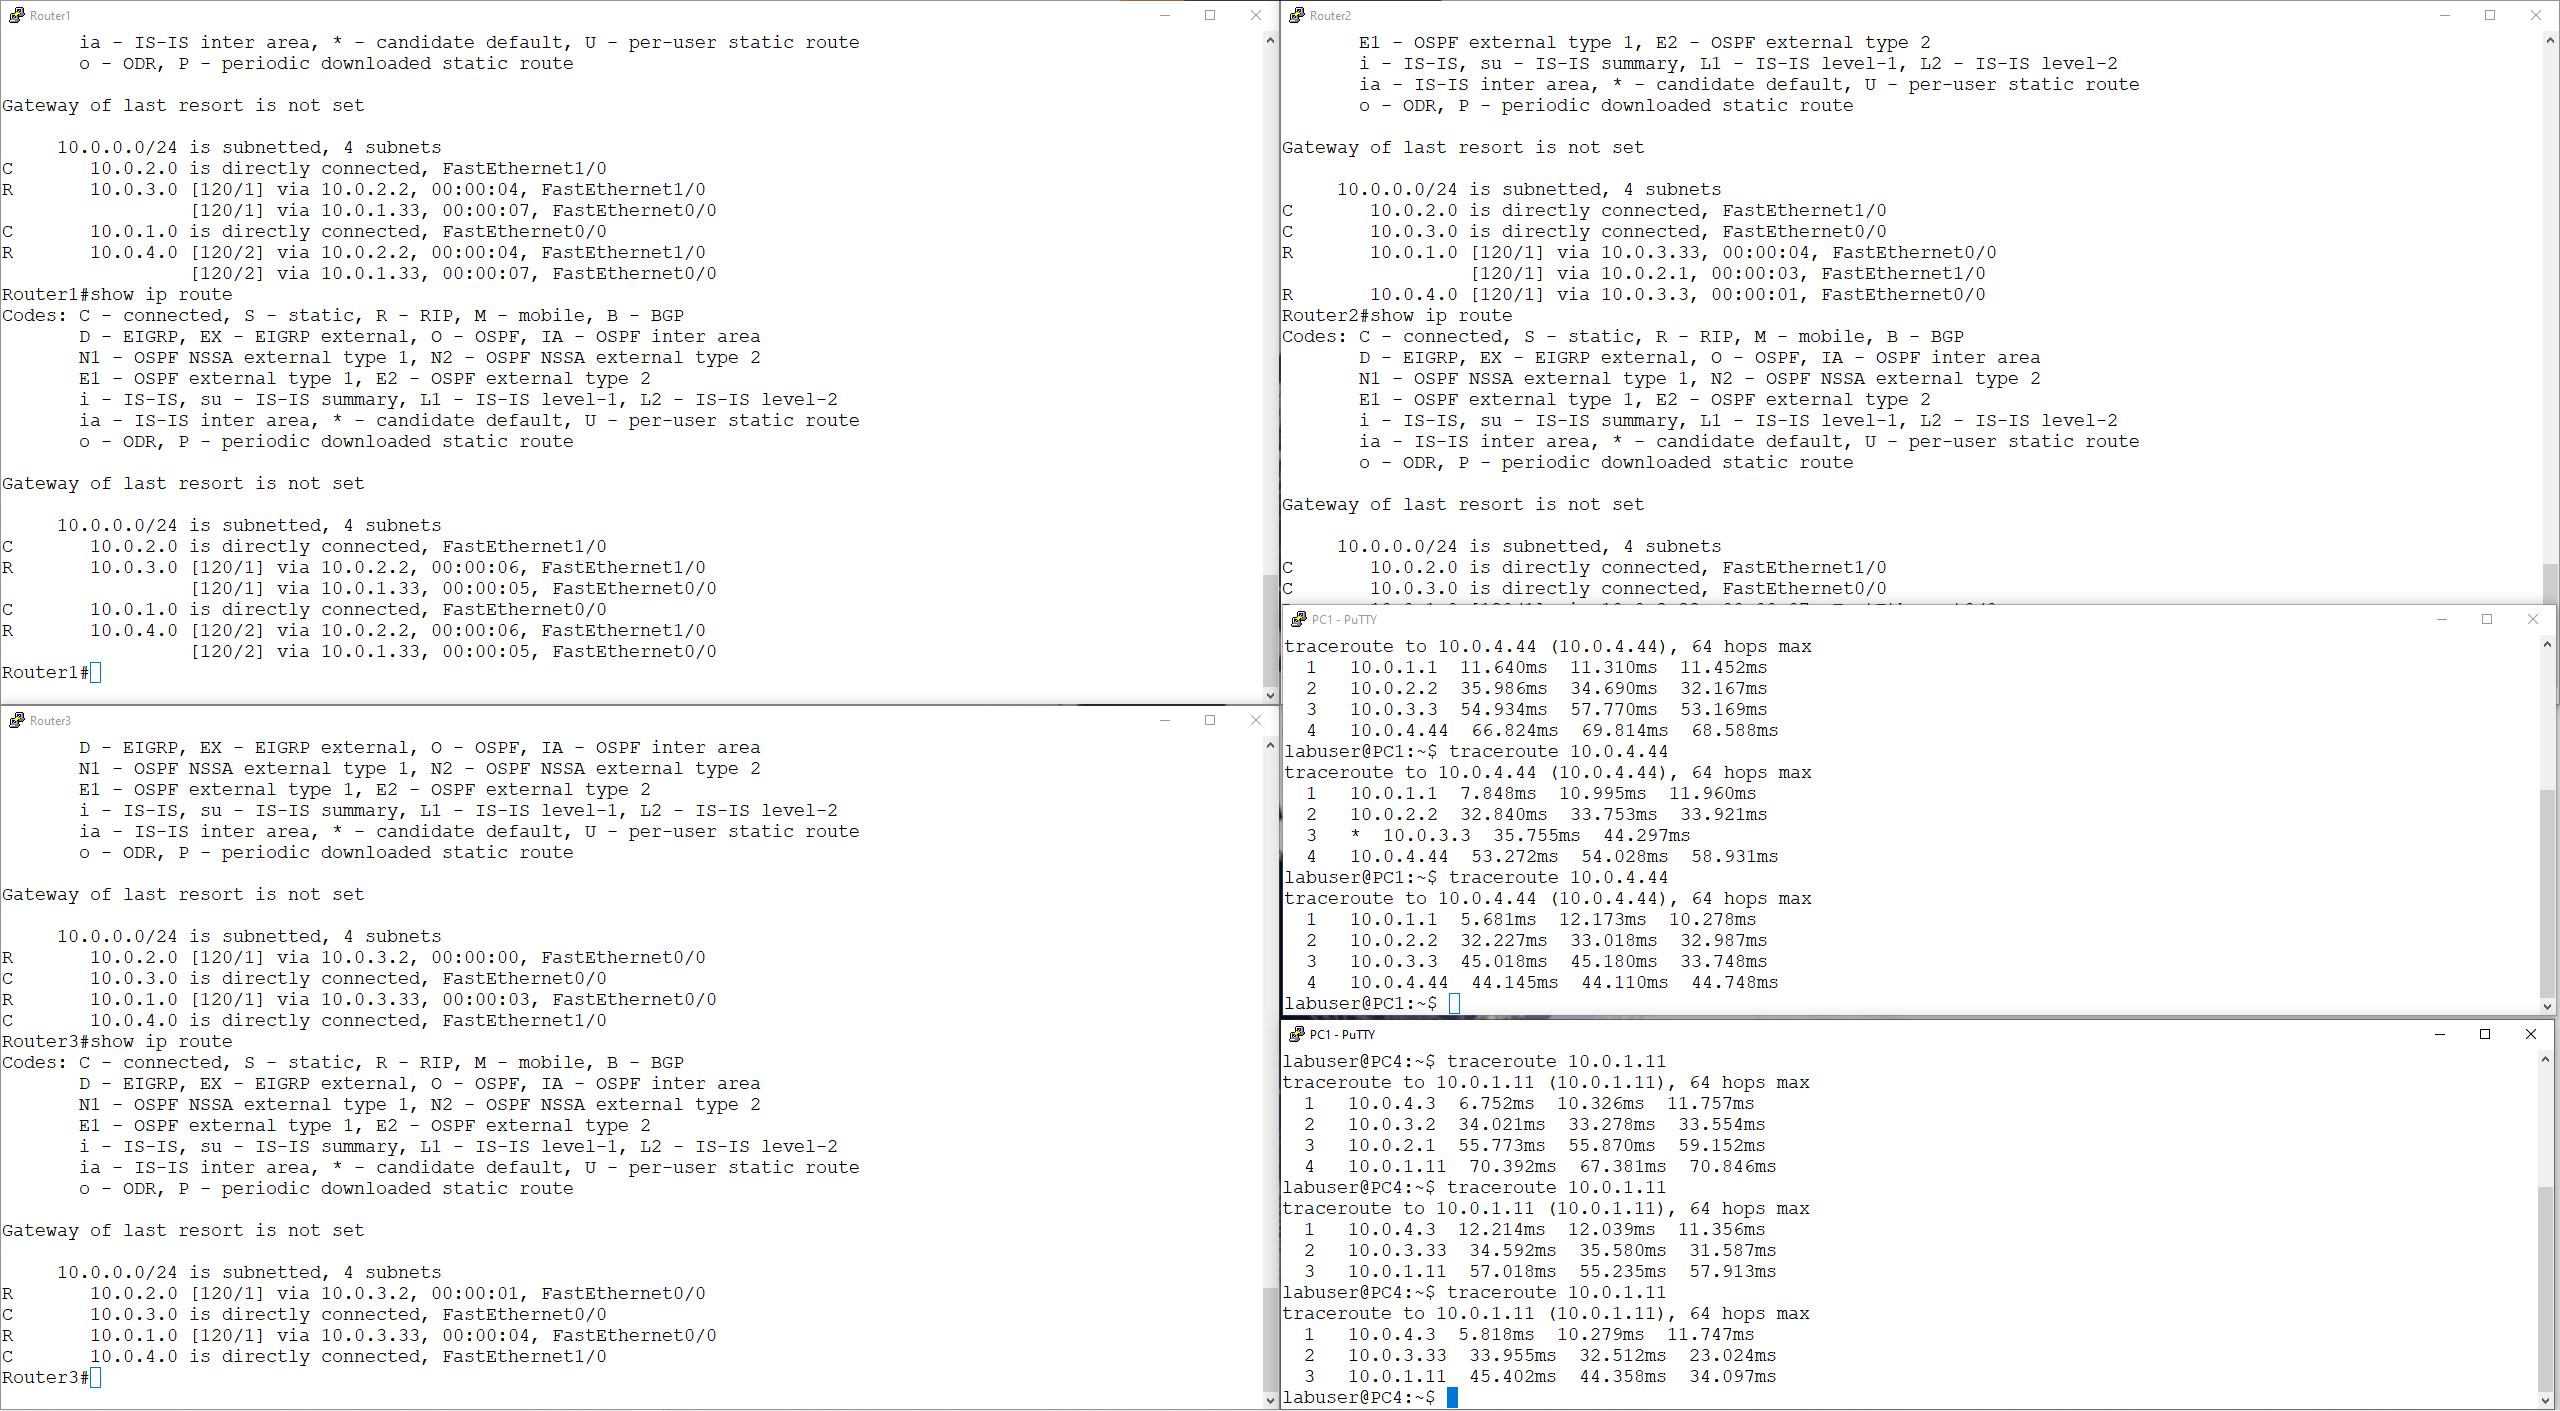 Router1
       ia - IS-IS inter area, * - candidate default, U - per-user static route
       o - ODR, P - periodic downloaded static route
Gateway of last resort is not set
     10.0.0.0/24 is subnetted, 4 subnets
C       10.0.2.0 is directly connected, FastEthernet1/0
R       10.0.3.0 [120/1] via 10.0.2.2, 00:00:04, FastEthernet1/0
                 [120/1] via 10.0.1.33, 00:00:07, FastEthernet0/0
C       10.0.1.0 is directly connected, FastEthernet0/0
R       10.0.4.0 [120/2] via 10.0.2.2, 00:00:04, FastEthernet1/0
                 [120/2] via 10.0.1.33, 00:00:07, FastEthernet0/0
Router1#show ip route
Codes: C - connected, S - static, R - RIP, M - mobile, B - BGP
       D - EIGRP, EX - EIGRP external, O - OSPF, IA - OSPF inter area
       N1 - OSPF NSSA external type 1, N2 - OSPF NSSA external type 2
       E1 - OSPF external type 1, E2 - OSPF external type 2
       i - IS-IS, su - IS-IS summary, L1 - IS-IS level-1, L2 - IS-IS level-2
       ia - IS-IS inter area, * - candidate default, U - per-user static route
       o - ODR, P - periodic downloaded static route
Gateway of last resort is not set
     10.0.0.0/24 is subnetted, 4 subnets
C       10.0.2.0 is directly connected, FastEthernet1/0
R       10.0.3.0 [120/1] via 10.0.2.2, 00:00:06, FastEthernet1/0
                 [120/1] via 10.0.1.33, 00:00:05, FastEthernet0/0
C       10.0.1.0 is directly connected, FastEthernet0/0
R       10.0.4.0 [120/2] via 10.0.2.2, 00:00:06, FastEthernet1/0
                 [120/2] via 10.0.1.33, 00:00:05, FastEthernet0/0
Router1#
Router2
       E1 - OSPF external type 1, E2 - OSPF external type 2
       i - IS-IS, su - IS-IS summary, L1 - IS-IS level-1, L2 - IS-IS level-2
       ia - IS-IS inter area, * - candidate default, U - per-user static route
       o - ODR, P - periodic downloaded static route
Gateway of last resort is not set
     10.0.0.0/24 is subnetted, 4 subnets
C       10.0.2.0 is directly connected, FastEthernet1/0
C       10.0.3.0 is directly connected, FastEthernet0/0
R       10.0.1.0 [120/1] via 10.0.3.33, 00:00:04, FastEthernet0/0
                 [120/1] via 10.0.2.1, 00:00:03, FastEthernet1/0
R       10.0.4.0 [120/1] via 10.0.3.3, 00:00:01, FastEthernet0/0
Router2#show ip route
Codes: C - connected, S - static, R - RIP, M - mobile, B - BGP
       D - EIGRP, EX - EIGRP external, O - OSPF, IA - OSPF inter area
       N1 - OSPF NSSA external type 1, N2 - OSPF NSSA external type 2
       E1 - OSPF external type 1, E2 - OSPF external type 2
       i - IS-IS, su - IS-IS summary, L1 - IS-IS level-1, L2 - IS-IS level-2
       ia - IS-IS inter area, * - candidate default, U - per-user static route
       o - ODR, P - periodic downloaded static route
Gateway of last resort is not set
     10.0.0.0/24 is subnetted, 4 subnets
C       10.0.2.0 is directly connected, FastEthernet1/0
C       10.0.3.0 is directly connected, FastEthernet0/0
Router3
       D - EIGRP, EX - EIGRP external, O - OSPF, IA - OSPF inter area
       N1 - OSPF NSSA external type 1, N2 - OSPF NSSA external type 2
       E1 - OSPF external type 1, E2 - OSPF external type 2
       i - IS-IS, su - IS-IS summary, L1 - IS-IS level-1, L2 - IS-IS level-2
       ia - IS-IS inter area, * - candidate default, U - per-user static route
       o - ODR, P - periodic downloaded static route
Gateway of last resort is not set
     10.0.0.0/24 is subnetted, 4 subnets
R       10.0.2.0 [120/1] via 10.0.3.2, 00:00:00, FastEthernet0/0
C       10.0.3.0 is directly connected, FastEthernet0/0
R       10.0.1.0 [120/1] via 10.0.3.33, 00:00:03, FastEthernet0/0
C       10.0.4.0 is directly connected, FastEthernet1/0
Router3#show ip route
Codes: C - connected, S - static, R - RIP, M - mobile, B - BGP
       D - EIGRP, EX - EIGRP external, O - OSPF, IA - OSPF inter area
       N1 - OSPF NSSA external type 1, N2 - OSPF NSSA external type 2
       E1 - OSPF external type 1, E2 - OSPF external type 2
       i - IS-IS, su - IS-IS summary, L1 - IS-IS level-1, L2 - IS-IS level-2
       ia - IS-IS inter area, * - candidate default, U - per-user static route
       o - ODR, P - periodic downloaded static route
Gateway of last resort is not set
     10.0.0.0/24 is subnetted, 4 subnets
R       10.0.2.0 [120/1] via 10.0.3.2, 00:00:01, FastEthernet0/0
C       10.0.3.0 is directly connected, FastEthernet0/0
R       10.0.1.0 [120/1] via 10.0.3.33, 00:00:04, FastEthernet0/0
C       10.0.4.0 is directly connected, FastEthernet1/0
Router3#
PC1 - PuTTY
traceroute to 10.0.4.44 (10.0.4.44), 64 hops max
  1   10.0.1.1  11.640ms  11.310ms  11.452ms
  2   10.0.2.2  35.986ms  34.690ms  32.167ms
  3   10.0.3.3  54.934ms  57.770ms  53.169ms
  4   10.0.4.44  66.824ms  69.814ms  68.588ms
labuser@PC1:~$ traceroute 10.0.4.44
traceroute to 10.0.4.44 (10.0.4.44), 64 hops max
  1   10.0.1.1  7.848ms  10.995ms  11.960ms
  2   10.0.2.2  32.840ms  33.753ms  33.921ms
  3   *  10.0.3.3  35.755ms  44.297ms
  4   10.0.4.44  53.272ms  54.028ms  58.931ms
labuser@PC1:~$ traceroute 10.0.4.44
traceroute to 10.0.4.44 (10.0.4.44), 64 hops max
  1   10.0.1.1  5.681ms  12.173ms  10.278ms
  2   10.0.2.2  32.227ms  33.018ms  32.987ms
  3   10.0.3.3  45.018ms  45.180ms  33.748ms
  4   10.0.4.44  44.145ms  44.110ms  44.748ms
labuser@PC1:~$
PC1 - PuTTY
labuser@PC4:~$ traceroute 10.0.1.11
traceroute to 10.0.1.11 (10.0.1.11), 64 hops max
  1   10.0.4.3  6.752ms  10.326ms  11.757ms
  2   10.0.3.2  34.021ms  33.278ms  33.554ms
  3   10.0.2.1  55.773ms  55.870ms  59.152ms
  4   10.0.1.11  70.392ms  67.381ms  70.846ms
labuser@PC4:~$ traceroute 10.0.1.11
traceroute to 10.0.1.11 (10.0.1.11), 64 hops max
  1   10.0.4.3  12.214ms  12.039ms  11.356ms
  2   10.0.3.33  34.592ms  35.580ms  31.587ms
  3   10.0.1.11  57.018ms  55.235ms  57.913ms
labuser@PC4:~$ traceroute 10.0.1.11
traceroute to 10.0.1.11 (10.0.1.11), 64 hops max
  1   10.0.4.3  5.818ms  10.279ms  11.747ms
  2   10.0.3.33  33.955ms  32.512ms  23.024ms
  3   10.0.1.11  45.402ms  44.358ms  34.097ms
labuser@PC4:~$